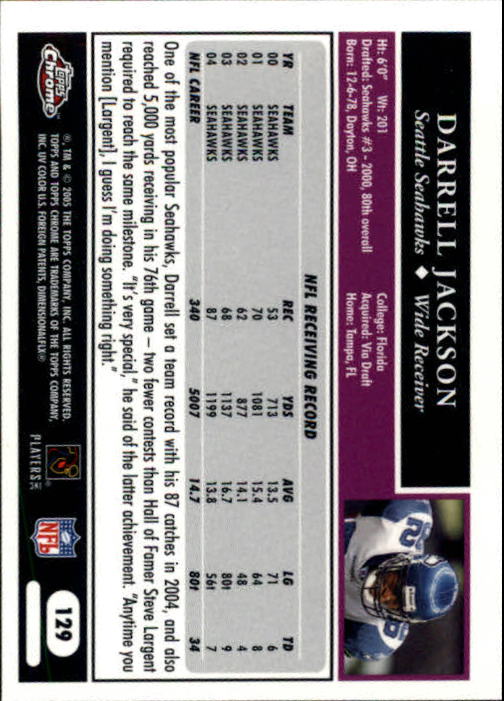 DARRELL JACKSON
Seattle Seahawks ◆ Wide Receiver
Ht: 6'0" Wt: 201
College: Florida
Drafted: Seahawks #3 - 2000, 80th overall
Acquired: Via Draft
Born: 12-6-78, Dayton, OH
Home: Tampa, FL
NFL RECEIVING RECORD
YR TEAM REC YDS AVG LG TD
00 SEAHAWKS 53 713 13.5 71 6
01 SEAHAWKS 70 1081 15.4 64 8
02 SEAHAWKS 62 877 14.1 48 4
03 SEAHAWKS 68 1137 16.7 80t 9
04 SEAHAWKS 87 1199 13.8 56t 7
NFL CAREER 340 5007 14.7 80t 34
One of the most popular Seahawks, Darrell set a team record with his 87 catches in 2004, and also
reached 5,000 yards receiving in his 76th game – two fewer contests than Hall of Famer Steve Largent
required to reach the same milestone. "It's very special," he said of the latter achievement. "Anytime you
mention [Largent], I guess I'm doing something right."
Topps Chrome
®, TM & © 2005 THE TOPPS COMPANY, INC. ALL RIGHTS RESERVED.
TOPPS AND TOPPS CHROME ARE TRADEMARKS OF THE TOPPS COMPANY,
INC. UV COLOR U.S. FOREIGN PATENTS, DIMENSIONALFX®
PLAYERS INC
NFL
129